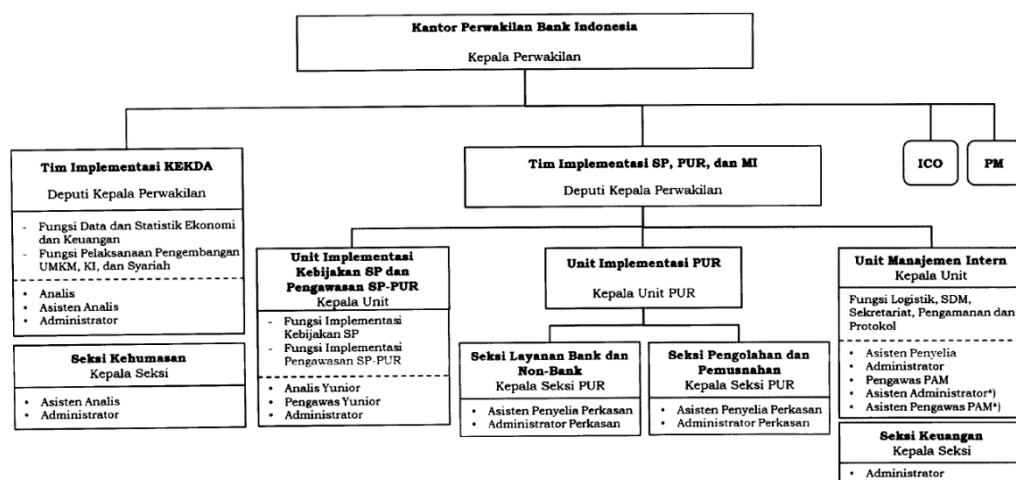 Kantor Perwakilan Bank Indonesia
Kepala Perwakilan
Tim Implementasi KEKDA
Deputi Kepala Perwakilan
- Fungsi Data dan Statistik Ekonomi
dan Keuangan
- Fungsi Pelaksanaan Pengembangan
UMKM, KI, dan Syariah
• Analis
• Asisten Analis
• Administrator
Seksi Kehumasan
Kepala Seksi
• Asisten Analis
• Administrator
Tim Implementasi SP, PUR, dan MI
Deputi Kepala Perwakilan
ICO
PM
Unit Implementasi
Kebijakan SP dan
Pengawasan SP-PUR
Kepala Unit
- Fungsi Implementasi
Kebijakan SP
- Fungsi Implementasi
Pengawasan SP-PUR
• Analis Yunior
• Pengawas Yunior
• Administrator
Unit Implementasi PUR
Kepala Unit PUR
Seksi Layanan Bank dan
Non-Bank
Kepala Seksi PUR
• Asisten Penyelia Perkasan
• Administrator Perkasan
Seksi Pengolahan dan
Pemusnahan
Kepala Seksi PUR
• Asisten Penyelia Perkasan
• Administrator Perkasan
Unit Manajemen Intern
Kepala Unit
Fungsi Logistik, SDM,
Sekretariat, Pengamanan dan
Protokol
• Asisten Penyelia
• Administrator
• Pengawas PAM
• Asisten Administrator*)
• Asisten Pengawas PAM*)
Seksi Keuangan
Kepala Seksi
• Administrator